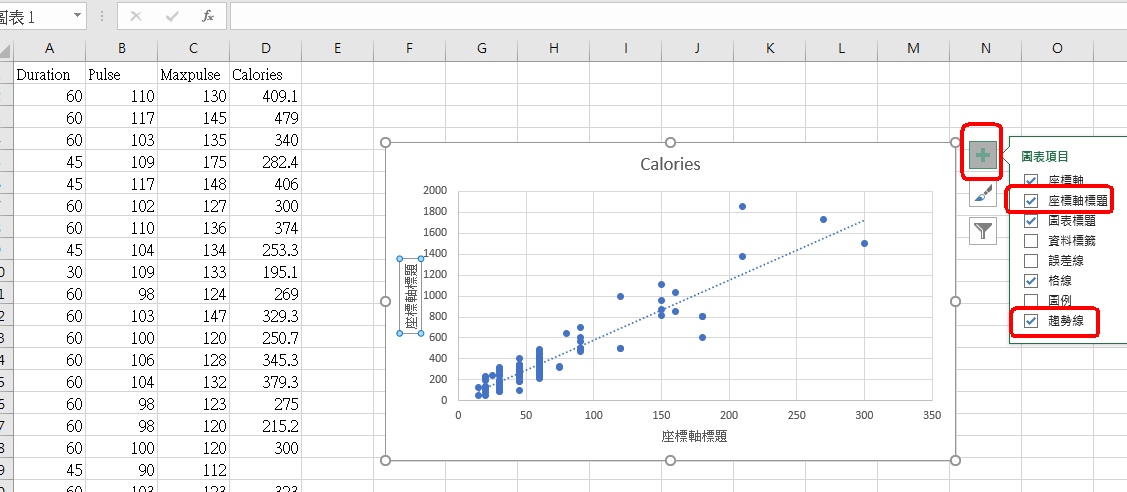 圖表 1 fx
A B C D E F G H I J K L M N O
Duration Pulse Maxpulse Calories
60 110 130 409.1
60 117 145 479
60 103 135 340
45 109 175 282.4
45 117 148 406
60 102 127 300
60 110 136 374
45 104 134 253.3
30 109 133 195.1
60 98 124 269
60 103 147 329.3
60 100 120 250.7
60 106 128 345.3
60 104 132 379.3
60 98 123 275
60 98 120 215.2
60 100 120 300
45 90 112
60 103 123 323
Calories
2000
1800
1600
1400
1200
1000
800
600
400
200
0
0 50 100 150 200 250 300 350
座標軸標題
座標軸標題
圖表項目
座標軸
座標軸標題
圖表標題
資料標籤
誤差線
格線
圖例
趨勢線